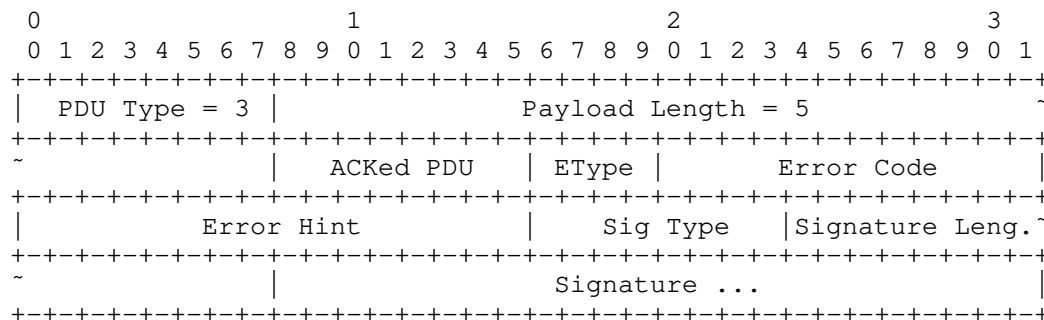 0                   1                   2                   3
 0 1 2 3 4 5 6 7 8 9 0 1 2 3 4 5 6 7 8 9 0 1 2 3 4 5 6 7 8 9 0 1
+-+-+-+-+-+-+-+-+-+-+-+-+-+-+-+-+-+-+-+-+-+-+-+-+-+-+-+-+-+-+-+-+
|  PDU Type = 3 |               Payload Length = 5              ~
+-+-+-+-+-+-+-+-+-+-+-+-+-+-+-+-+-+-+-+-+-+-+-+-+-+-+-+-+-+-+-+-+
~               |   ACKed PDU   | EType |       Error Code      |
+-+-+-+-+-+-+-+-+-+-+-+-+-+-+-+-+-+-+-+-+-+-+-+-+-+-+-+-+-+-+-+-+
|           Error Hint          |    Sig Type   |Signature Leng.~
+-+-+-+-+-+-+-+-+-+-+-+-+-+-+-+-+-+-+-+-+-+-+-+-+-+-+-+-+-+-+-+-+
~               |                 Signature ...                 |
+-+-+-+-+-+-+-+-+-+-+-+-+-+-+-+-+-+-+-+-+-+-+-+-+-+-+-+-+-+-+-+-+